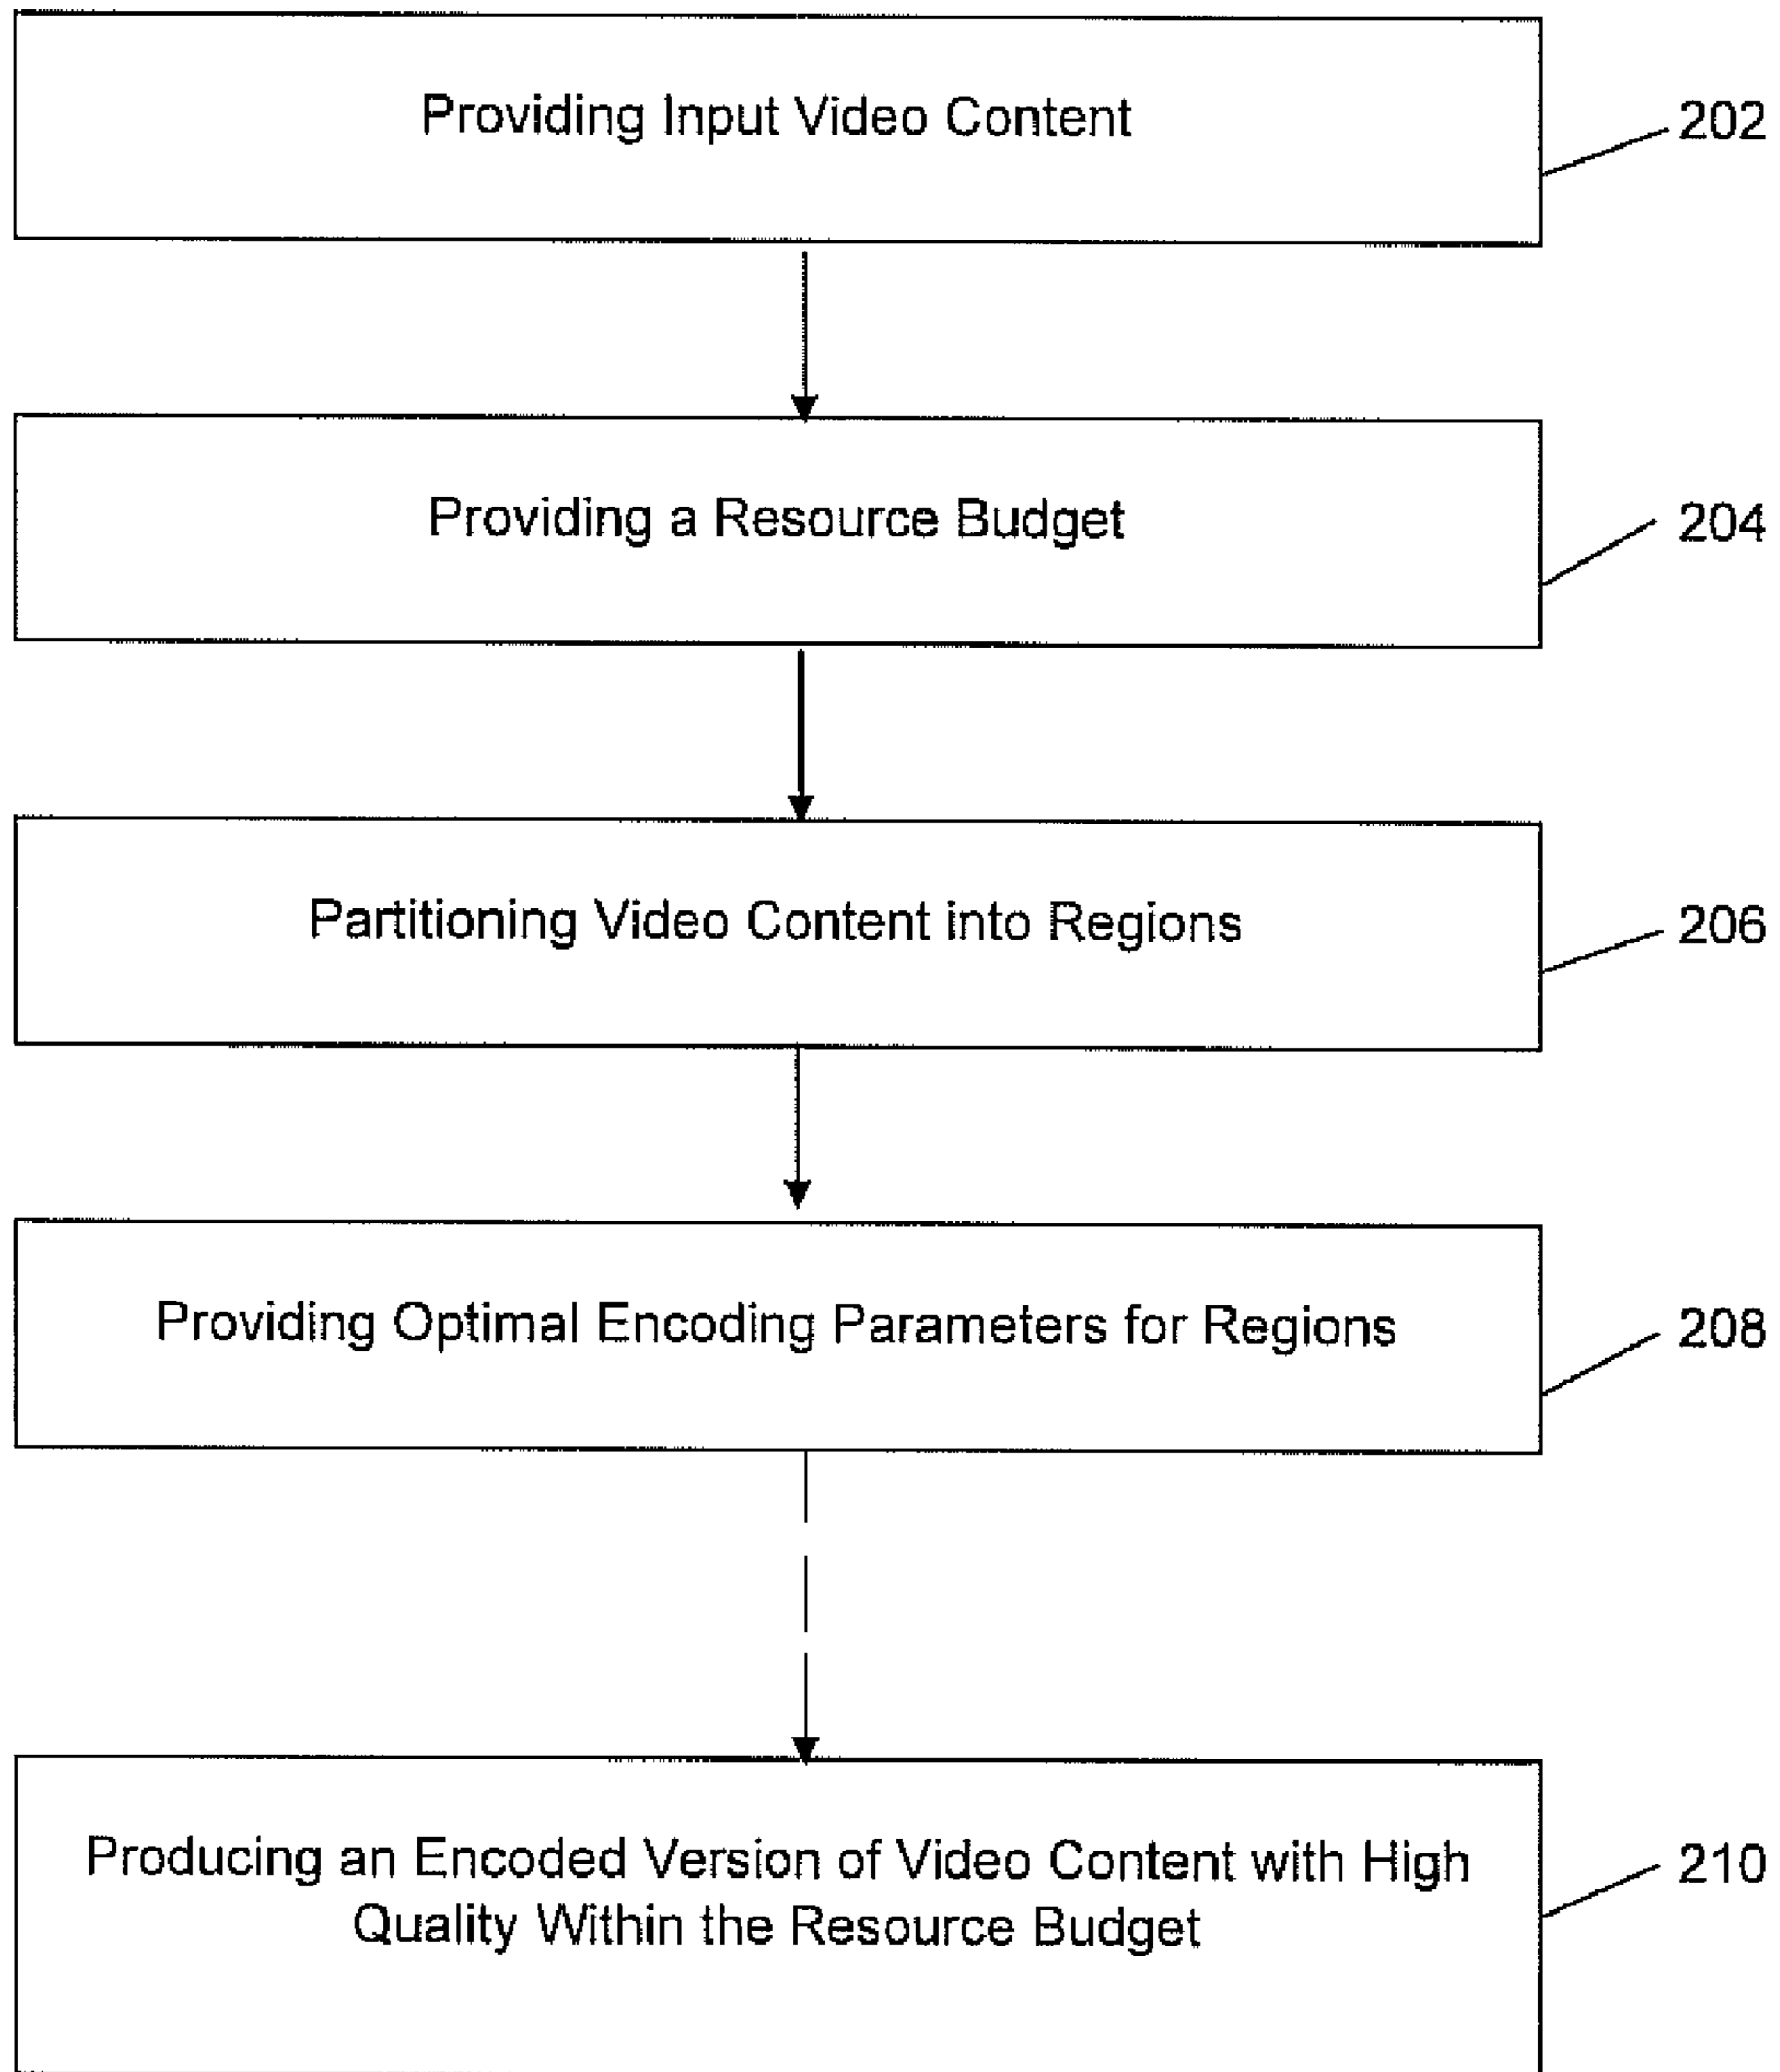 Providing Input Video Content
202
Providing a Resource Budget
204
Partitioning Video Content into Regions
206
Providing Optimal Encoding Parameters for Regions
208
Producing an Encoded Version of Video Content with High
Quality Within the Resource Budget
210